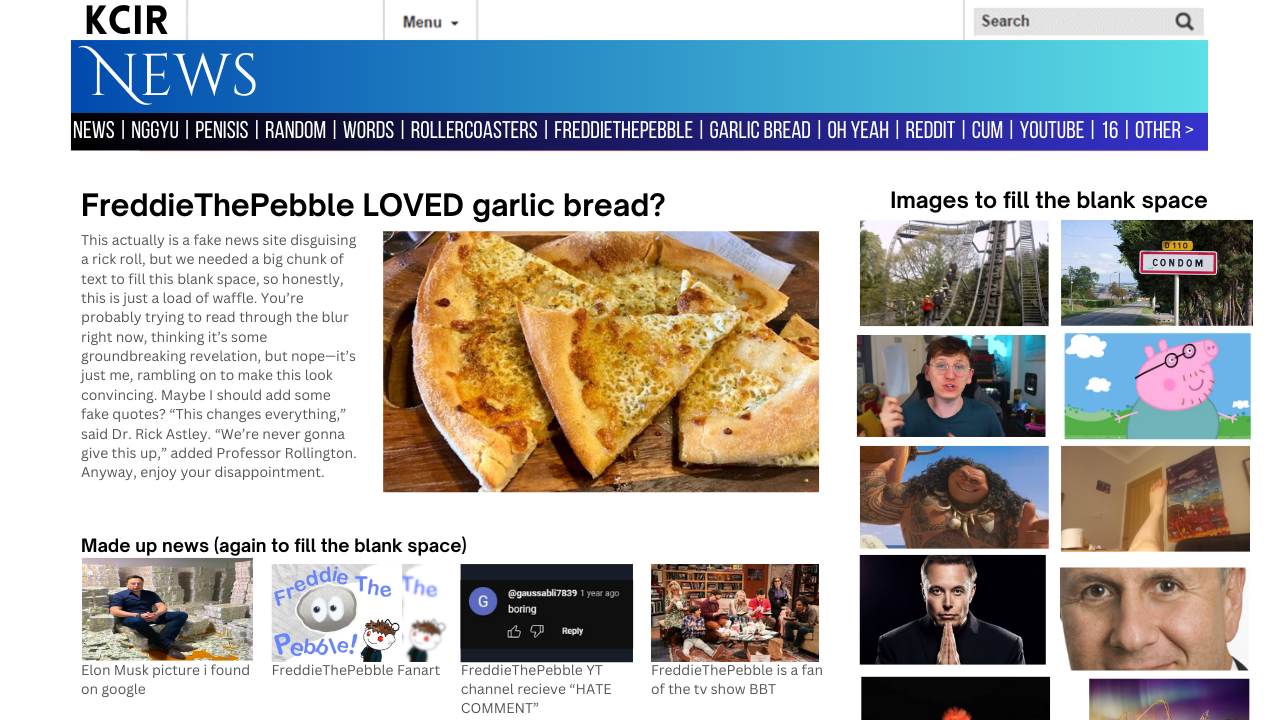 KCIR
Menu
Search
NEWS
NEWS | NGGYU | PENISIS | RANDOM | WORDS | ROLLERCOASTERS | FREDDIETHEPEBBLE | GARLIC BREAD | OH YEAH | REDDIT | CUM | YOUTUBE | 16 | OTHER >
FreddieThePebble LOVED garlic bread?
This actually is a fake news site disguising
a rick roll, but we needed a big chunk of
text to fill this blank space, so honestly,
this is just a load of waffle. You’re
probably trying to read through the blur
right now, thinking it’s some
groundbreaking revelation, but nope—it’s
just me, rambling on to make this look
convincing. Maybe I should add some
fake quotes? “This changes everything,”
said Dr. Rick Astley. “We’re never gonna
give this up,” added Professor Rollington.
Anyway, enjoy your disappointment.
Images to fill the blank space
D 110
CONDOM
Made up news (again to fill the blank space)
Freddie The
Pebble!
The
G
@gaussabli7839 1 year ago
boring
Reply
Elon Musk picture i found
on google
FreddieThePebble Fanart
FreddieThePebble YT
channel recieve “HATE
COMMENT”
FreddieThePebble is a fan
of the tv show BBT